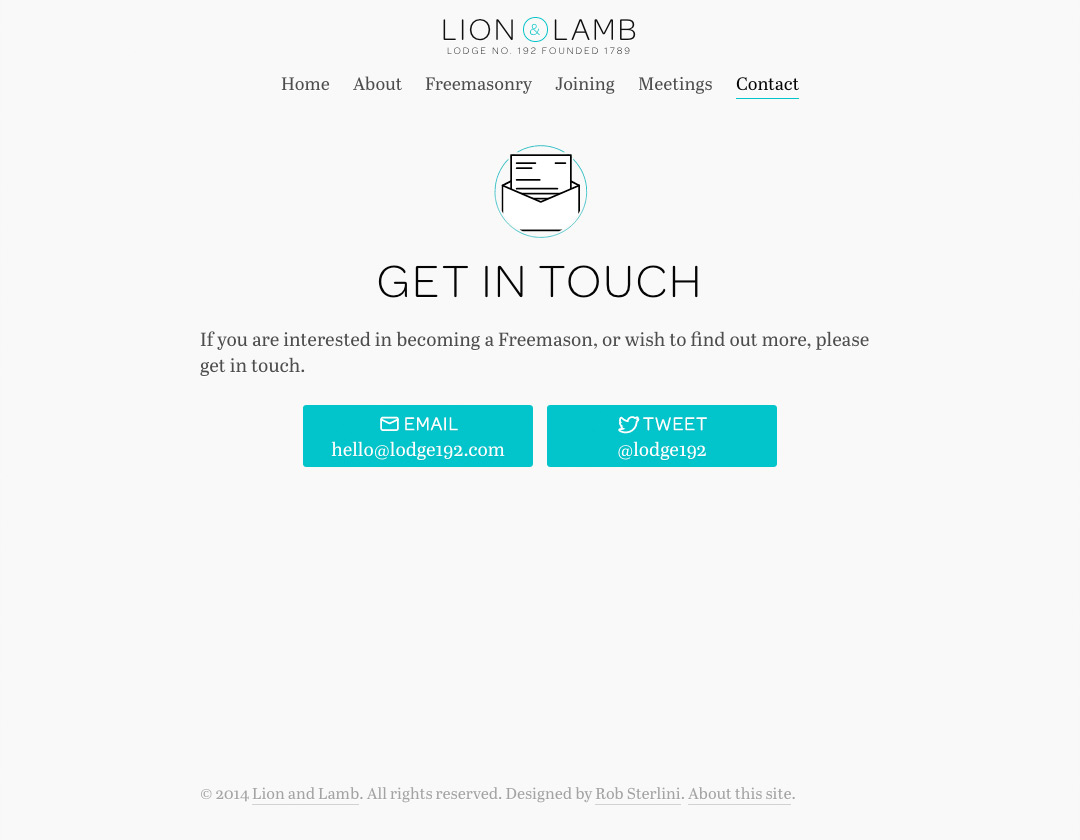 LION & LAMB
LODGE NO. 192 FOUNDED 1789
Home About Freemasonry Joining Meetings Contact
GET IN TOUCH
If you are interested in becoming a Freemason, or wish to find out more, please
get in touch.
EMAIL
hello@lodge192.com
TWEET
@lodge192
© 2014 Lion and Lamb. All rights reserved. Designed by Rob Sterlini. About this site.